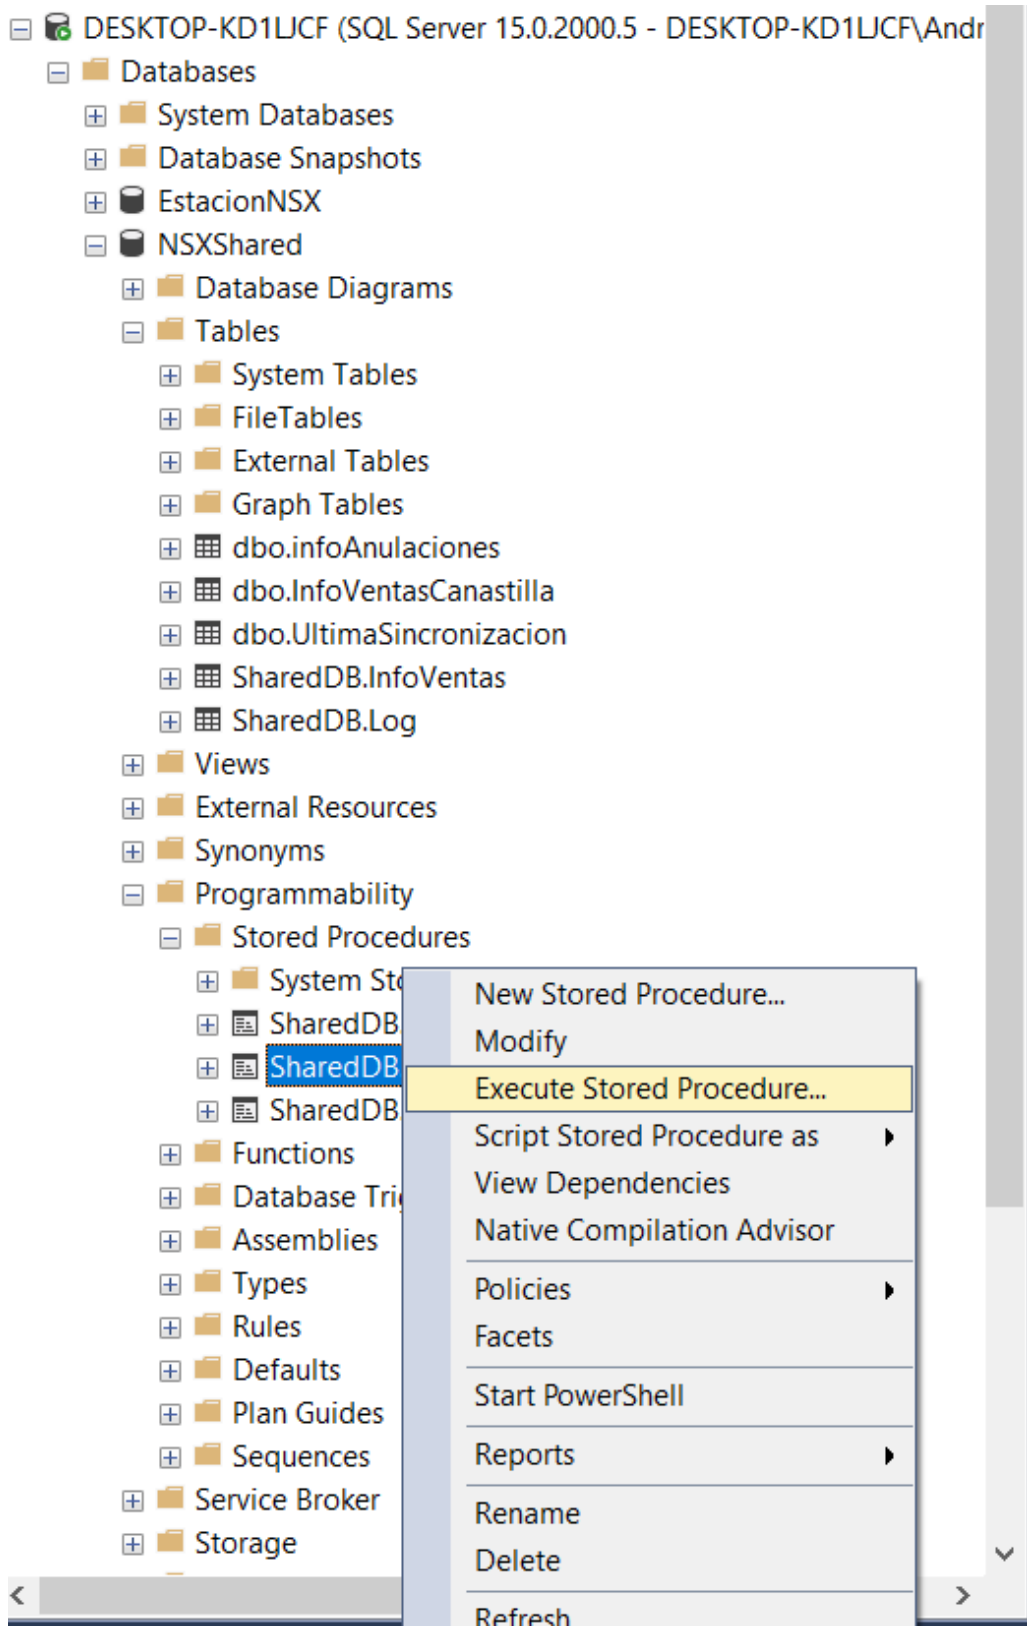 DESKTOP-KD1LJCF (SQL Server 15.0.2000.5 - DESKTOP-KD1LJCF\Andr
Databases
System Databases
Database Snapshots
EstacionNSX
NSXShared
Database Diagrams
Tables
System Tables
FileTables
External Tables
Graph Tables
dbo.infoAnulaciones
dbo.InfoVentasCanastilla
dbo.UltimaSincronizacion
SharedDB.InfoVentas
SharedDB.Log
Views
External Resources
Synonyms
Programmability
Stored Procedures
System Sto
SharedDB.
SharedDB
SharedDB.
Functions
Database Trig
Assemblies
Types
Rules
Defaults
Plan Guides
Sequences
Service Broker
Storage
New Stored Procedure...
Modify
Execute Stored Procedure...
Script Stored Procedure as
View Dependencies
Native Compilation Advisor
Policies
Facets
Start PowerShell
Reports
Rename
Delete
Refresh